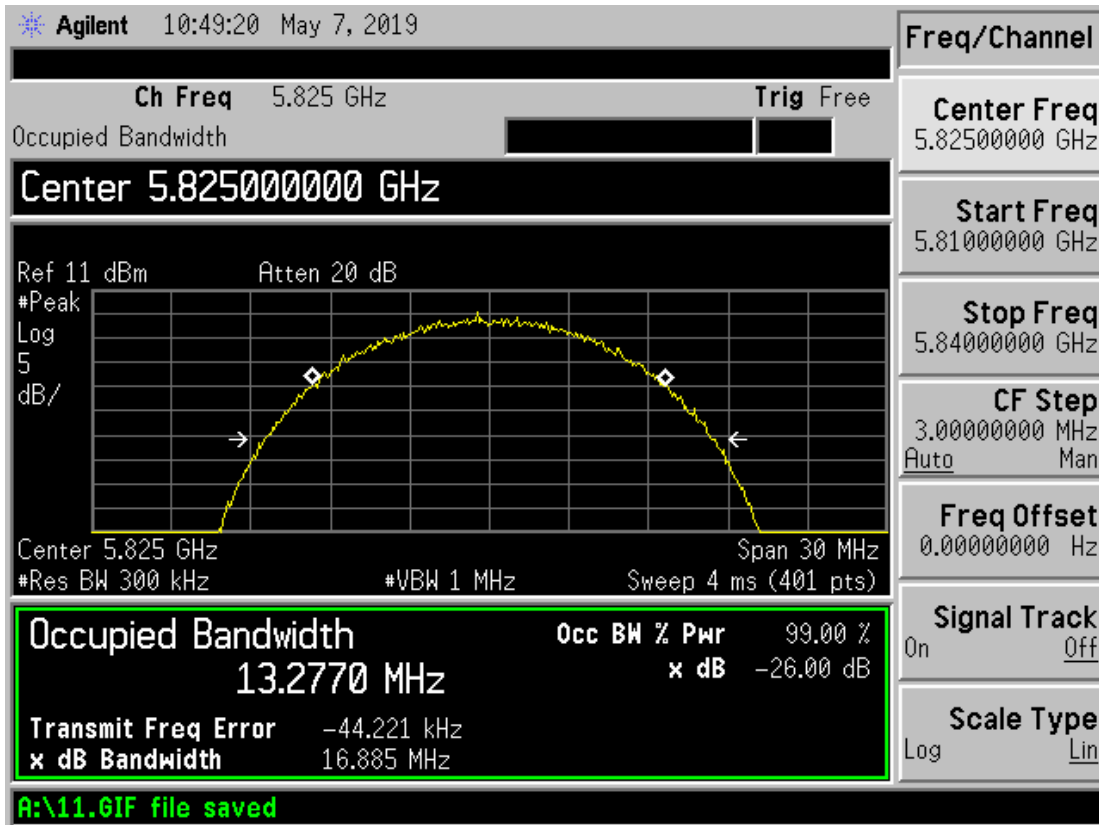 Agilent 10:49:20 May 7, 2019
Freq/Channel
Ch Freq 5.825 GHz Trig Free
Occupied Bandwidth
Center 5.825000000 GHz
Ref 11 dBm Atten 20 dB
#Peak
Log
5
dB/
Center 5.825 GHz Span 30 MHz
#Res BW 300 kHz #VBW 1 MHz Sweep 4 ms (401 pts)
Occupied Bandwidth Occ BW % Pwr 99.00 %
13.2770 MHz x dB -26.00 dB
Transmit Freq Error -44.221 kHz
x dB Bandwidth 16.885 MHz
A:\11.GIF file saved
Center Freq
5.82500000 GHz
Start Freq
5.81000000 GHz
Stop Freq
5.84000000 GHz
CF Step
3.00000000 MHz
Auto Man
Freq Offset
0.00000000 Hz
Signal Track
On Off
Scale Type
Log Lin